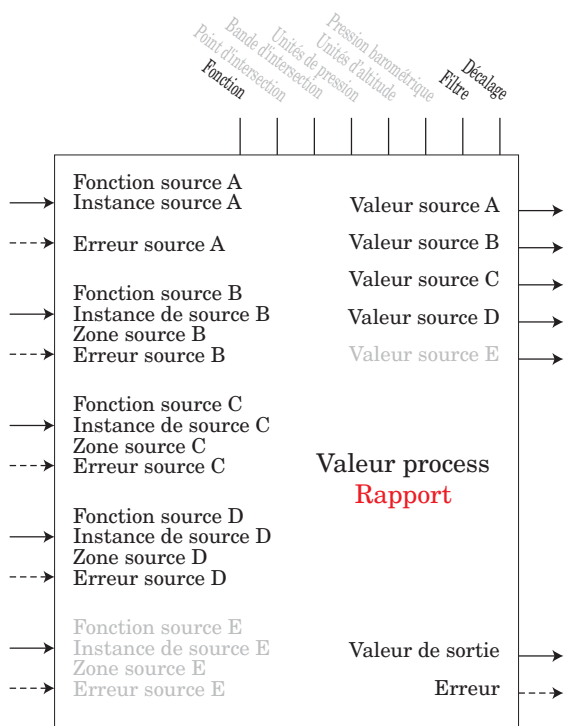 Fonction
Point d'intersection
Bande d'intersection
Unités de pression
Unités d'altitude
Pression barométrique
Filtre
Décalage
Fonction source A
Instance source A
Erreur source A
Fonction source B
Instance de source B
Zone source B
Erreur source B
Fonction source C
Instance de source C
Zone source C
Erreur source C
Fonction source D
Instance de source D
Zone source D
Erreur source D
Fonction source E
Instance de source E
Zone source E
Erreur source E
Valeur source A
Valeur source B
Valeur source C
Valeur source D
Valeur source E
Valeur process
Rapport
Valeur de sortie
Erreur